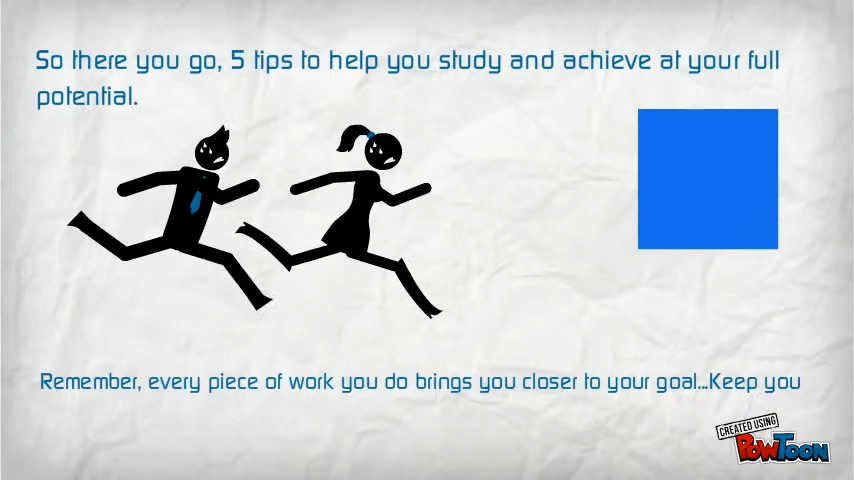 So there you go, 5 tips to help you study and achieve at your full
potential.
Remember, every piece of work you do brings you closer to your goal...Keep you
CREATED USING
POWTOON